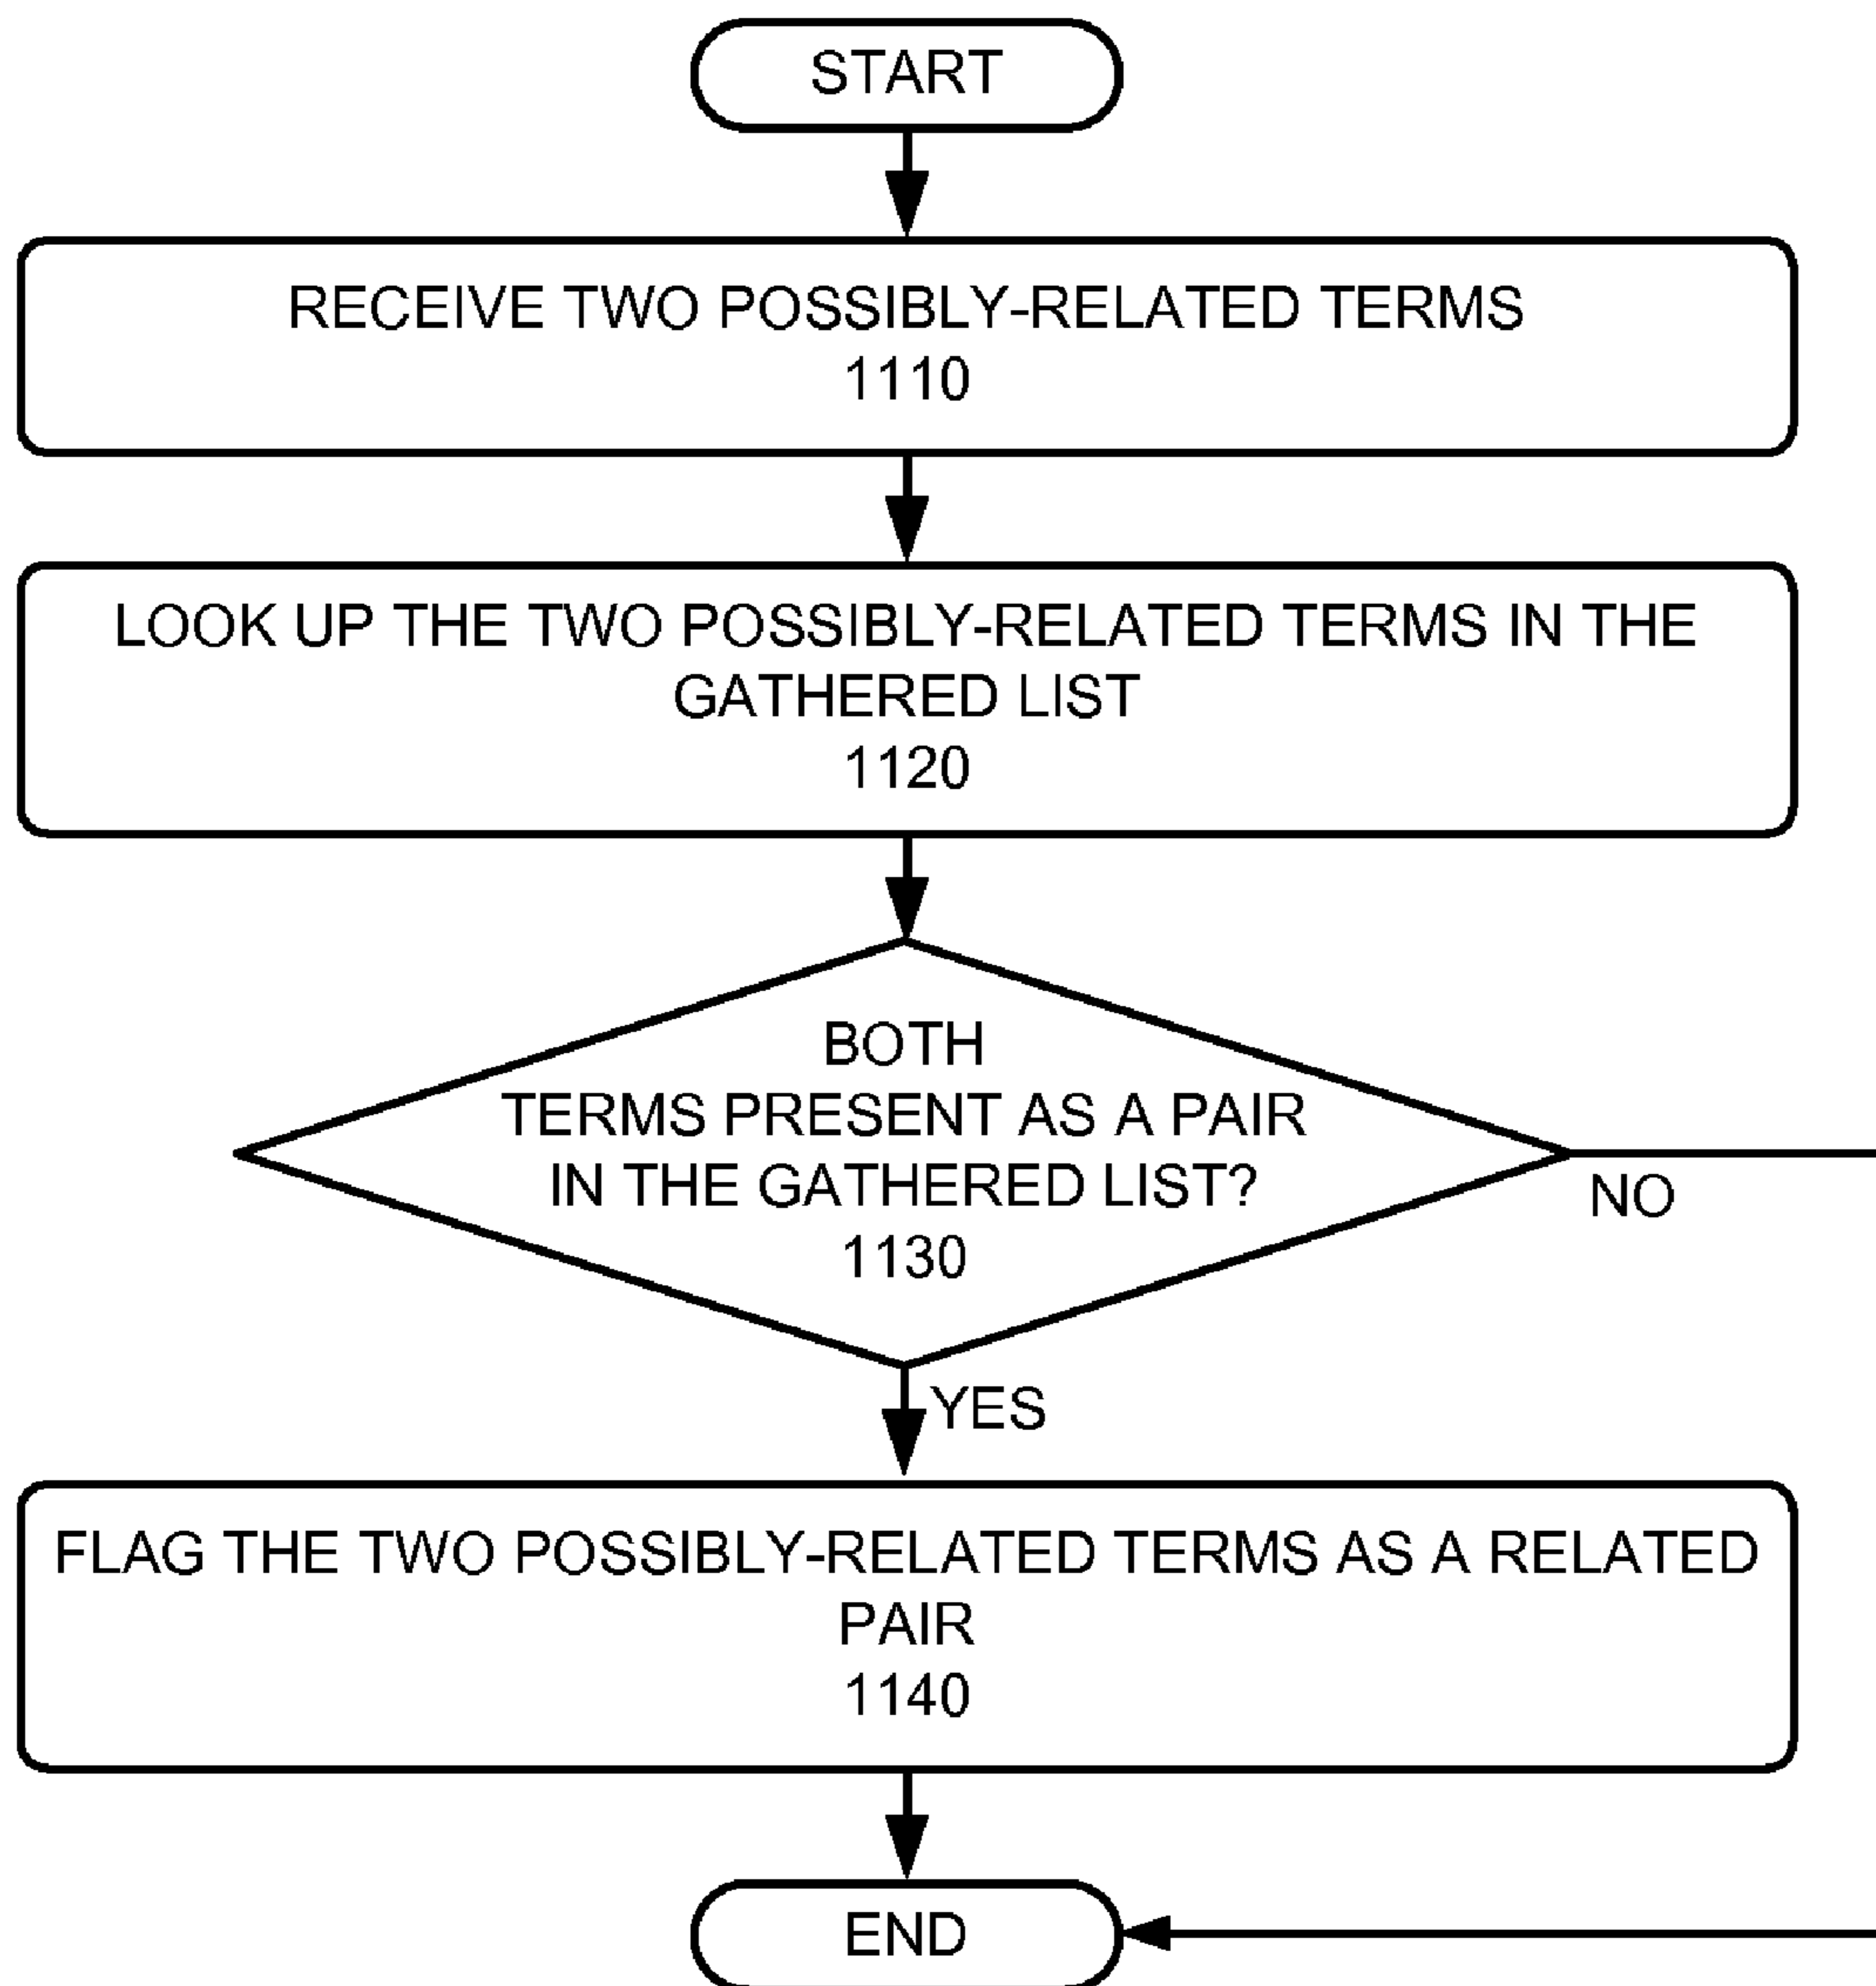 START
RECEIVE TWO POSSIBLY-RELATED TERMS
1110
LOOK UP THE TWO POSSIBLY-RELATED TERMS IN THE
GATHERED LIST
1120
BOTH
TERMS PRESENT AS A PAIR
IN THE GATHERED LIST?
1130
NO
YES
FLAG THE TWO POSSIBLY-RELATED TERMS AS A RELATED
PAIR
1140
END